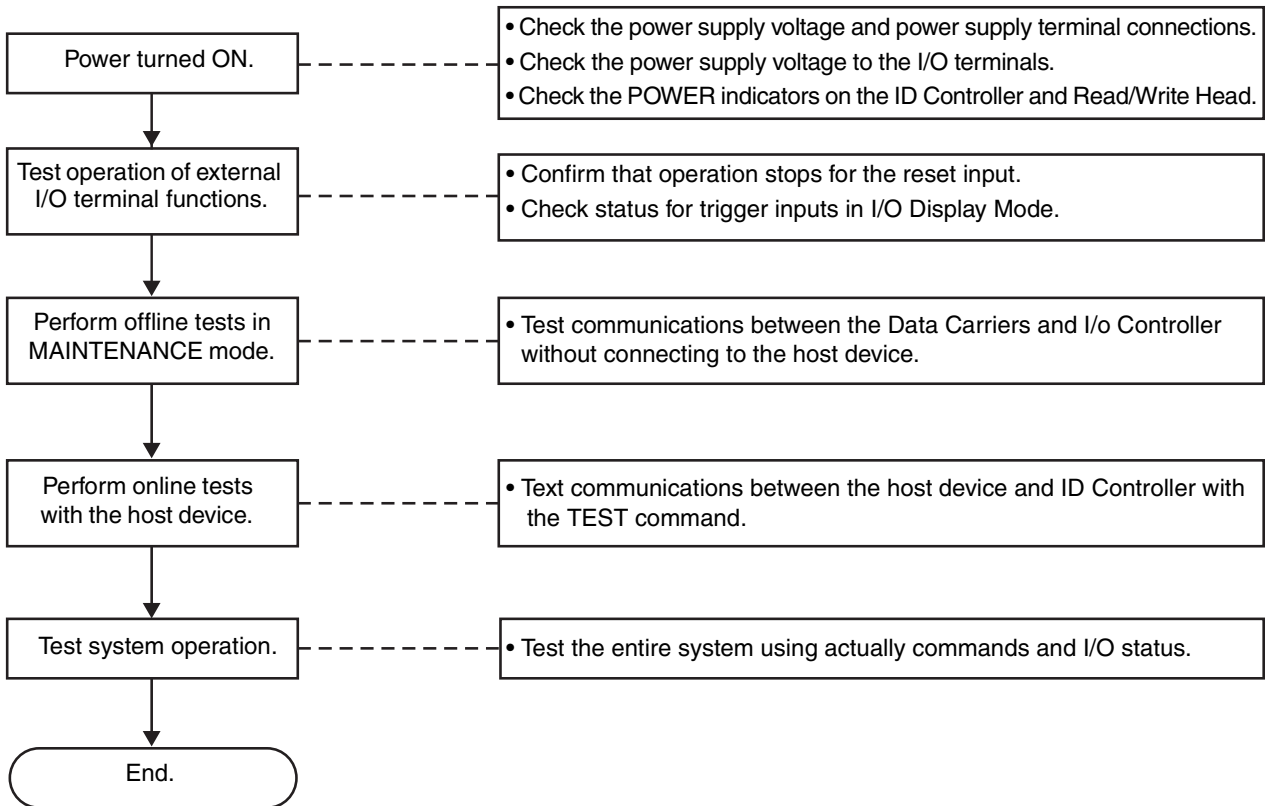 Power turned ON.
• Check the power supply voltage and power supply terminal connections.
• Check the power supply voltage to the I/O terminals.
• Check the POWER indicators on the ID Controller and Read/Write Head.
Test operation of external
I/O terminal functions.
• Confirm that operation stops for the reset input.
• Check status for trigger inputs in I/O Display Mode.
Perform offline tests in
MAINTENANCE mode.
• Test communications between the Data Carriers and I/o Controller
without connecting to the host device.
Perform online tests
with the host device.
• Text communications between the host device and ID Controller with
the TEST command.
Test system operation.
• Test the entire system using actually commands and I/O status.
End.